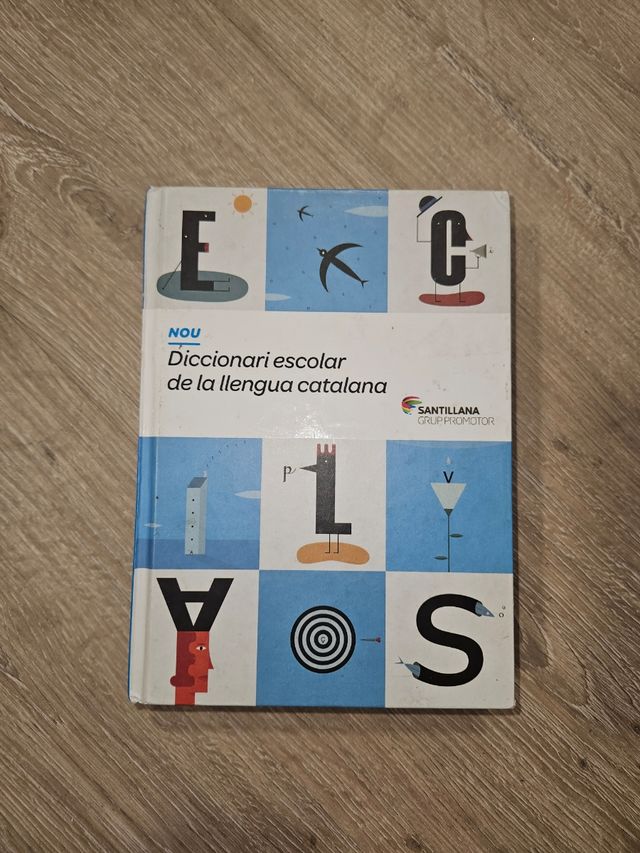 E
C
NOU
Diccionari escolar
de la llengua catalana
SANTILLANA
GRUP PROMOTOR
p L
v
A
S